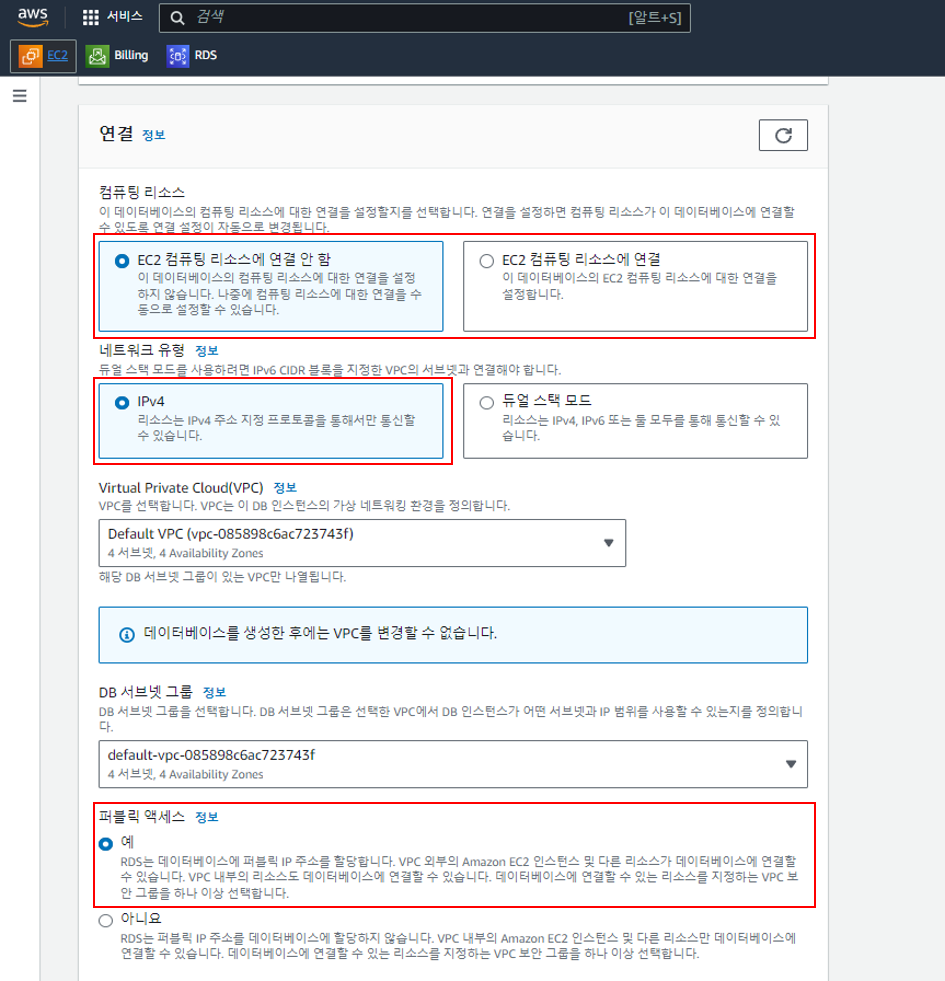 aws
서비스
검색
[알트+S]
EC2
Billing
RDS
연결 정보
컴퓨팅 리소스
이 데이터베이스의 컴퓨팅 리소스에 대한 연결을 설정할지를 선택합니다. 연결을 설정하면 컴퓨팅 리소스가 이 데이터베이스에 연결할
수 있도록 연결 설정이 자동으로 변경됩니다.
EC2 컴퓨팅 리소스에 연결 안 함
이 데이터베이스의 컴퓨팅 리소스에 대한 연결을 설정
하지 않습니다. 나중에 컴퓨팅 리소스에 대한 연결을 수
동으로 설정할 수 있습니다.
EC2 컴퓨팅 리소스에 연결
이 데이터베이스의 EC2 컴퓨팅 리소스에 대한 연결을
설정합니다.
네트워크 유형 정보
듀얼 스택 모드를 사용하려면 IPv6 CIDR 블록을 지정한 VPC의 서브넷과 연결해야 합니다.
IPv4
리소스는 IPv4 주소 지정 프로토콜을 통해서만 통신할
수 있습니다.
듀얼 스택 모드
리소스는 IPv4, IPv6 또는 둘 모두를 통해 통신할 수 있
습니다.
Virtual Private Cloud(VPC) 정보
VPC를 선택합니다. VPC는 이 DB 인스턴스의 가상 네트워킹 환경을 정의합니다.
Default VPC (vpc-085898c6ac723743f)
4 서브넷, 4 Availability Zones
해당 DB 서브넷 그룹이 있는 VPC만 나열됩니다.
데이터베이스를 생성한 후에는 VPC를 변경할 수 없습니다.
DB 서브넷 그룹 정보
DB 서브넷 그룹을 선택합니다. DB 서브넷 그룹은 선택한 VPC에서 DB 인스턴스가 어떤 서브넷과 IP 범위를 사용할 수 있는지를 정의합니
다.
default-vpc-085898c6ac723743f
4 서브넷, 4 Availability Zones
퍼블릭 액세스 정보
예
RDS는 데이터베이스에 퍼블릭 IP 주소를 할당합니다. VPC 외부의 Amazon EC2 인스턴스 및 다른 리소스가 데이터베이스에 연결할
수 있습니다. VPC 내부의 리소스도 데이터베이스에 연결할 수 있습니다. 데이터베이스에 연결할 수 있는 리소스를 지정하는 VPC 보
안 그룹을 하나 이상 선택합니다.
아니요
RDS는 퍼블릭 IP 주소를 데이터베이스에 할당하지 않습니다. VPC 내부의 Amazon EC2 인스턴스 및 다른 리소스만 데이터베이스에
연결할 수 있습니다. 데이터베이스에 연결할 수 있는 리소스를 지정하는 VPC 보안 그룹을 하나 이상 선택합니다.